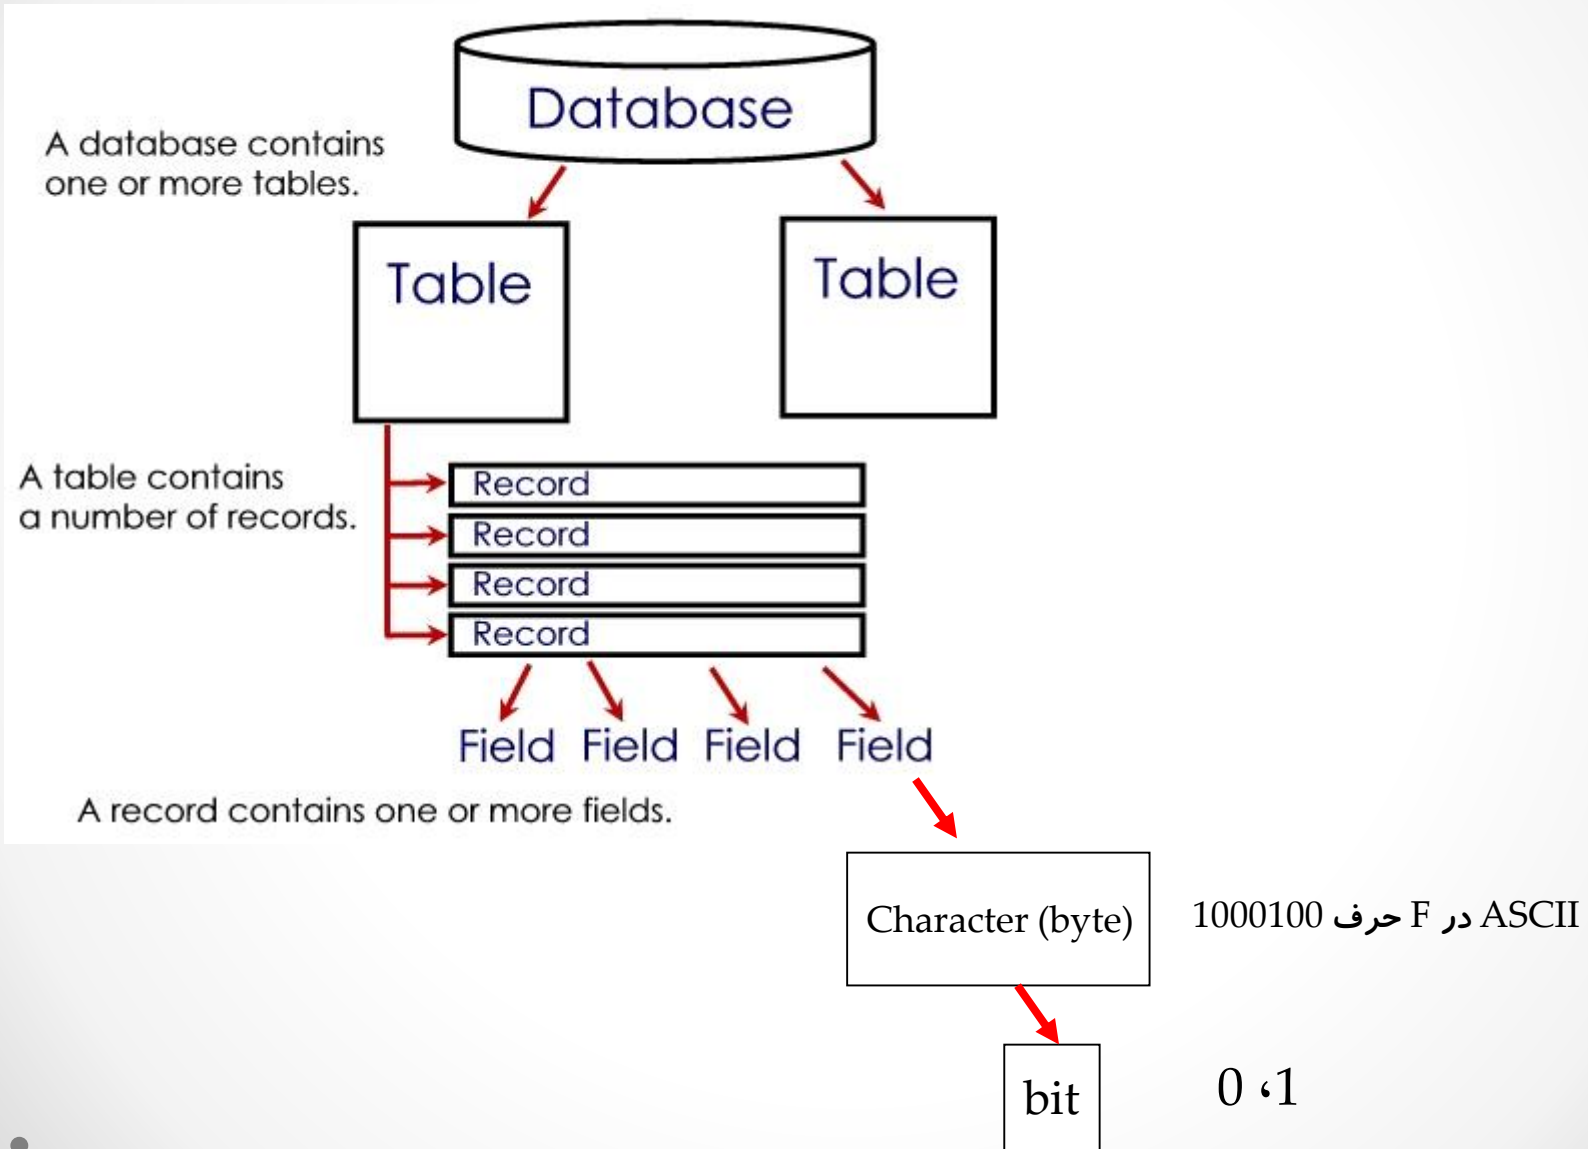 Database
A database contains
one or more tables.
Table
Table
A table contains
a number of records.
Record
Record
Record
Record
Field Field Field Field
A record contains one or more fields.
Character (byte)
1000100 حرف F در ASCII
bit
0 ،1